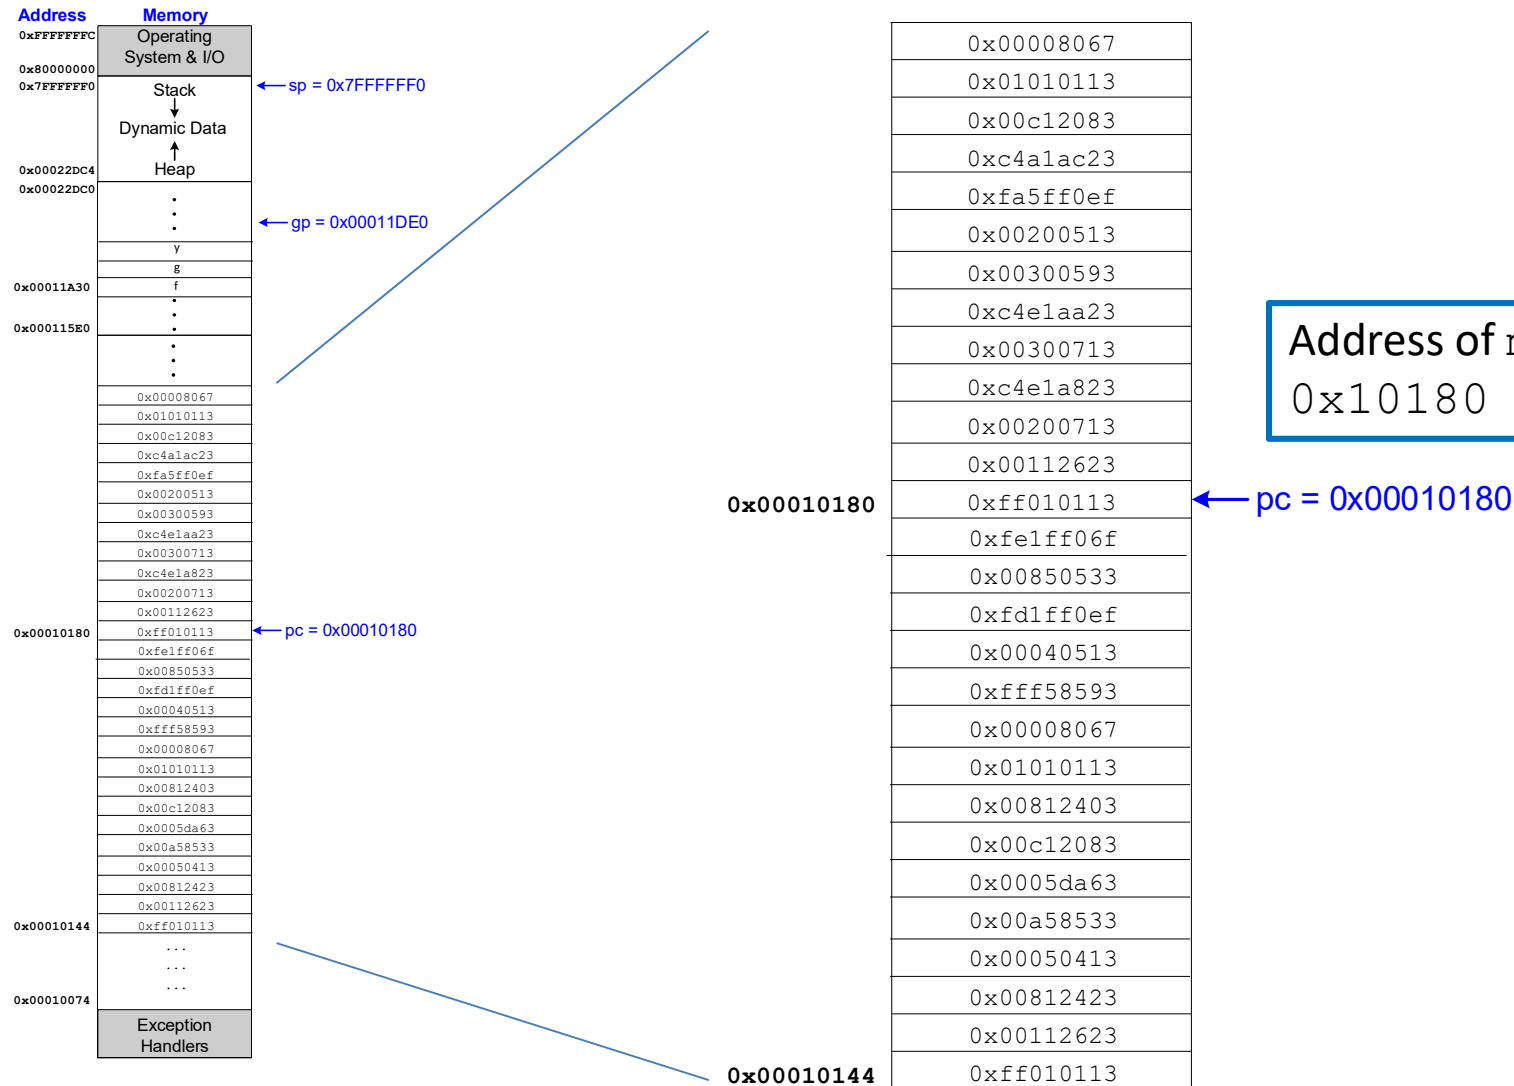 Address Memory
0xFFFFFFFC Operating
System & I/O
0x80000000
0x7FFFFFF0 Stack sp = 0x7FFFFFF0
Dynamic Data
0x00022DC4 Heap
0x00022DC0
gp = 0x00011DE0
y
g
0x00011A30 f
0x000115E0
0x00008067
0x01010113
0x00c12083
0xc4a1ac23
0xfa5ff0ef
0x00200513
0x00300593
0xc4e1aa23
0x00300713
0xc4e1a823
0x00200713
0x00112623
0x00010180 0xff010113 pc = 0x00010180
0xfe1ff06f
0x00850533
0xfd1ff0ef
0x00040513
0xfff58593
0x00008067
0x01010113
0x00812403
0x00c12083
0x0005da63
0x00a58533
0x00050413
0x00812423
0x00112623
0x00010144 0xff010113
...
...
...
0x00010074
Exception
Handlers
0x00008067
0x01010113
0x00c12083
0xc4a1ac23
0xfa5ff0ef
0x00200513
0x00300593
0xc4e1aa23
0x00300713
0xc4e1a823
0x00200713
0x00112623
0x00010180 0xff010113 pc = 0x00010180
0xfe1ff06f
0x00850533
0xfd1ff0ef
0x00040513
0xfff58593
0x00008067
0x01010113
0x00812403
0x00c12083
0x0005da63
0x00a58533
0x00050413
0x00812423
0x00112623
0x00010144 0xff010113
Address of
0x10180